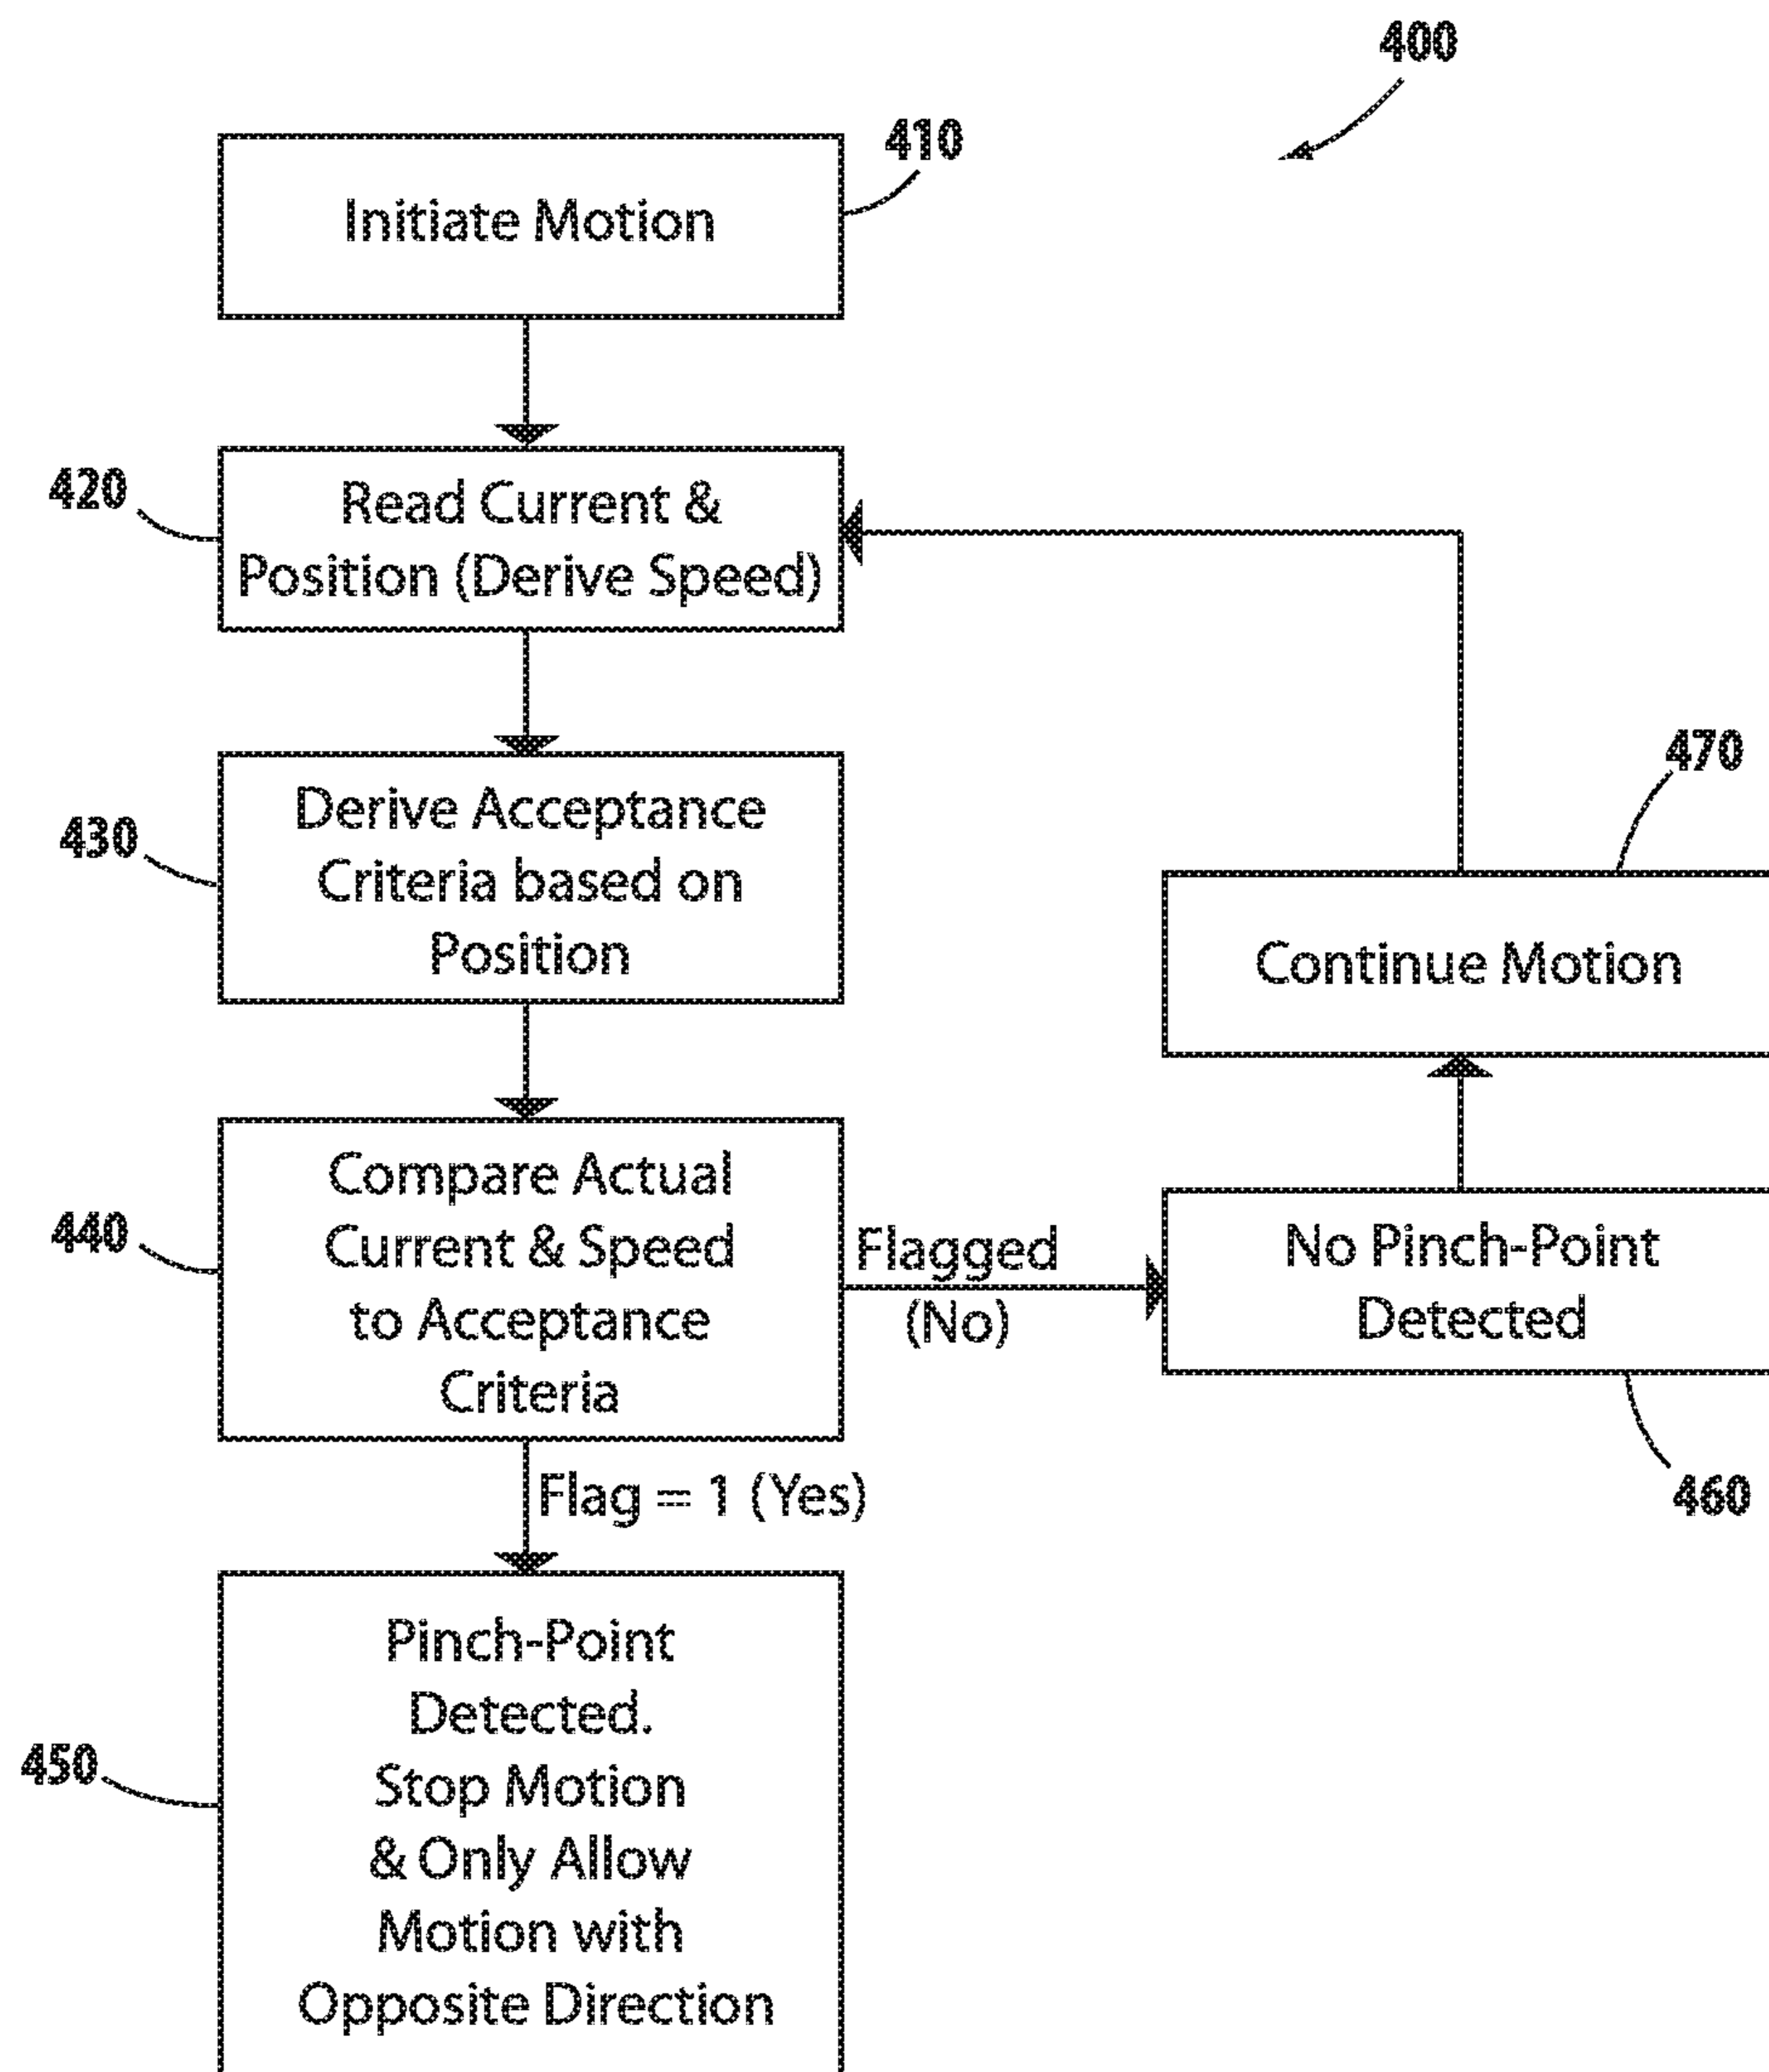 400
410
Initiate Motion
420
Read Current &
Position (Derive Speed)
430
Derive Acceptance
Criteria based on
Position
470
Continue Motion
440
Compare Actual
Current & Speed
to Acceptance
Criteria
Flagged
(No)
No Pinch-Point
Detected
460
Flag = 1 (Yes)
450
Pinch-Point
Detected.
Stop Motion
& Only Allow
Motion with
Opposite Direction